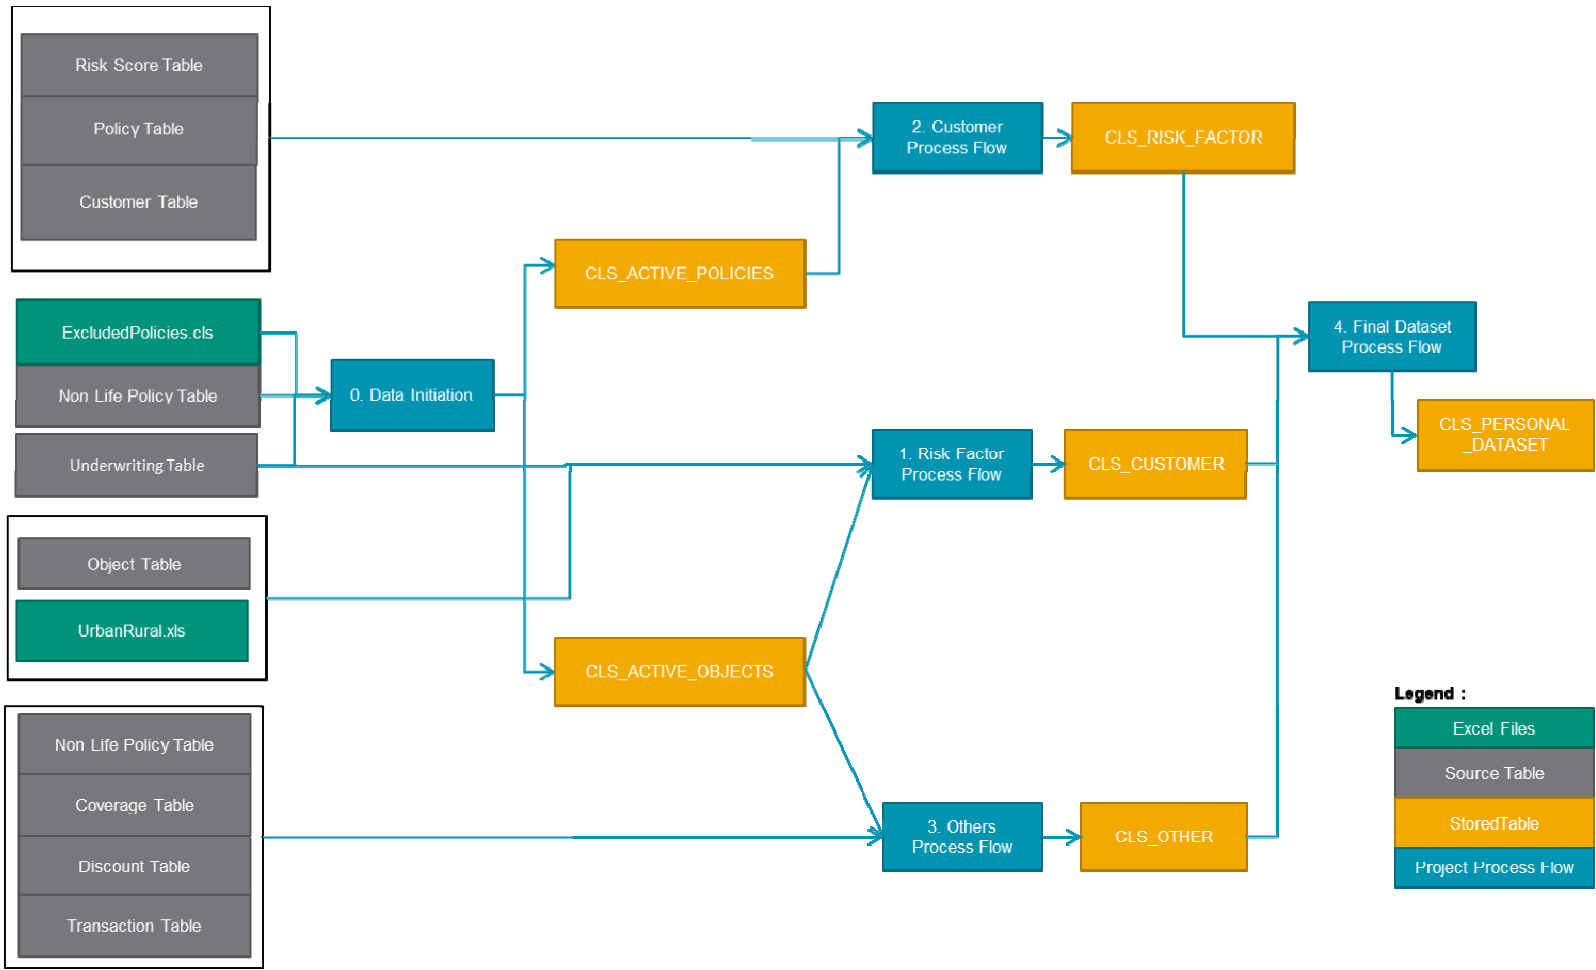 Risk Score Table
Policy Table
Customer Table
ExcludedPolicies.cls
Non Life Policy Table
Underwriting Table
Object Table
UrbanRural.xls
Non Life Policy Table
Coverage Table
Discount Table
Transaction Table
0. Data Initiation
CLS_ACTIVE_POLICIES
CLS_ACTIVE_OBJECTS
2. Customer
Process Flow
1. Risk Factor
Process Flow
3. Others
Process Flow
CLS_RISK_FACTOR
CLS_CUSTOMER
CLS_OTHER
4. Final Dataset
Process Flow
CLS_PERSONAL
_DATASET
Legend :
Excel Files
Source Table
StoredTable
Project Process Flow